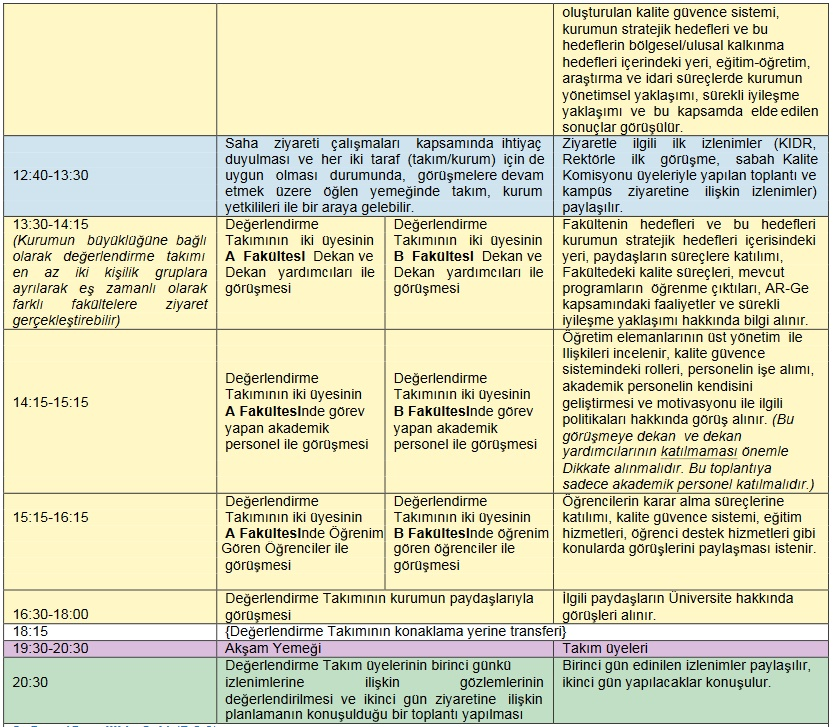 oluşturulan kalite güvence sistemi,
kurumun stratejik hedefleri ve bu
hedeflerin bölgesel/ulusal kalkınma
hedefleri içerisindeki yeri, eğitim-öğretim,
araştırma ve idari süreçlerde kurumun
yönetimsel yaklaşımı, sürekli iyileşme
yaklaşımı ve bu kapsamda elde edilen
sonuçlar görüşülür.
12:40-13:30
Saha ziyareti çalışmaları kapsamında ihtiyaç
duyulması ve her iki taraf (takım/kurum) için de
uygun olması durumunda, görüşmelere devam
etmek üzere öğlen yemeğinde takım, kurum
yetkilileri ile bir araya gelebilir.
Ziyaretle ilgili ilk izlenimler (KIDR,
Rektörle ilk görüşme, sabah Kalite
Komisyonu üyeleriyle yapılan toplantı ve
kampüs ziyaretine ilişkin izlenimler)
paylaşılır.
13:30-14:15
(Kurumun büyüklüğüne bağlı
olarak değerlendirme takımı
en az iki kişilik gruplara
ayrılarak eş zamanlı olarak
farklı fakültelere ziyaret
gerçekleştirebilir)
Değerlendirme
Takımının iki üyesinin
A Fakültesi Dekan ve
Dekan yardımcıları ile
görüşmesi
Değerlendirme
Takımının iki üyesinin
B Fakültesi Dekan ve
Dekan yardımcıları ile
görüşmesi
Fakültenin hedefleri ve bu hedefleri
kurumun stratejik hedefleri içerisindeki
yeri, paydaşların süreçlere katılımı,
Fakültedeki kalite süreçleri, mevcut
programların öğrenme çıktıları, AR-Ge
kapsamındaki faaliyetler ve sürekli
iyileşme yaklaşımı hakkında bilgi alınır.
14:15-15:15
Değerlendirme
Takımının iki üyesinin
A Fakültesinde görev
yapan akademik
personel ile görüşmesi
Değerlendirme
Takımının iki üyesinin
B Fakültesinde görev
yapan akademik
personel ile görüşmesi
Öğretim elemanlarının üst yönetim ile
Ilişkileri incelenir, kalite güvence
sistemindeki rolleri, personelin işe alımı,
akademik personelin kendisini
geliştirmesi ve motivasyonu ile ilgili
politikaları hakkında görüş alınır. (Bu
görüşmeye dekan ve dekan
yardımcılarının katılmaması önemle
Dikkate alınmalıdır. Bu toplantıya
sadece akademik personel katılmalıdır.)
15:15-16:15
Değerlendirme
Takımının iki üyesinin
A Fakültesinde Öğrenim
Gören Öğrenciler ile
görüşmesi
Değerlendirme
Takımının iki üyesinin
B Fakültesinde öğrenim
gören öğrenciler ile
görüşmesi
Öğrencilerin karar alma süreçlerine
katılımı, kalite güvence sistemi, eğitim
hizmetleri, öğrenci destek hizmetleri gibi
konularda görüşlerini paylaşması istenir.
16:30-18:00
Değerlendirme Takımının kurumun paydaşlarıyla
görüşmesi
İlgili paydaşların Üniversite hakkında
görüşleri alınır.
18:15
{Değerlendirme Takımının konaklama yerine transferi}
19:30-20:30
Akşam Yemeği
Takım üyeleri
20:30
Değerlendirme Takım üyelerinin birinci günkü
izlenimlerine ilişkin gözlemlerinin
değerlendirilmesi ve ikinci gün ziyaretine ilişkin
planlamanın konuşulduğu bir toplantı yapılması
Birinci gün edinilen izlenimler paylaşılır,
ikinci gün yapılacaklar konuşulur.